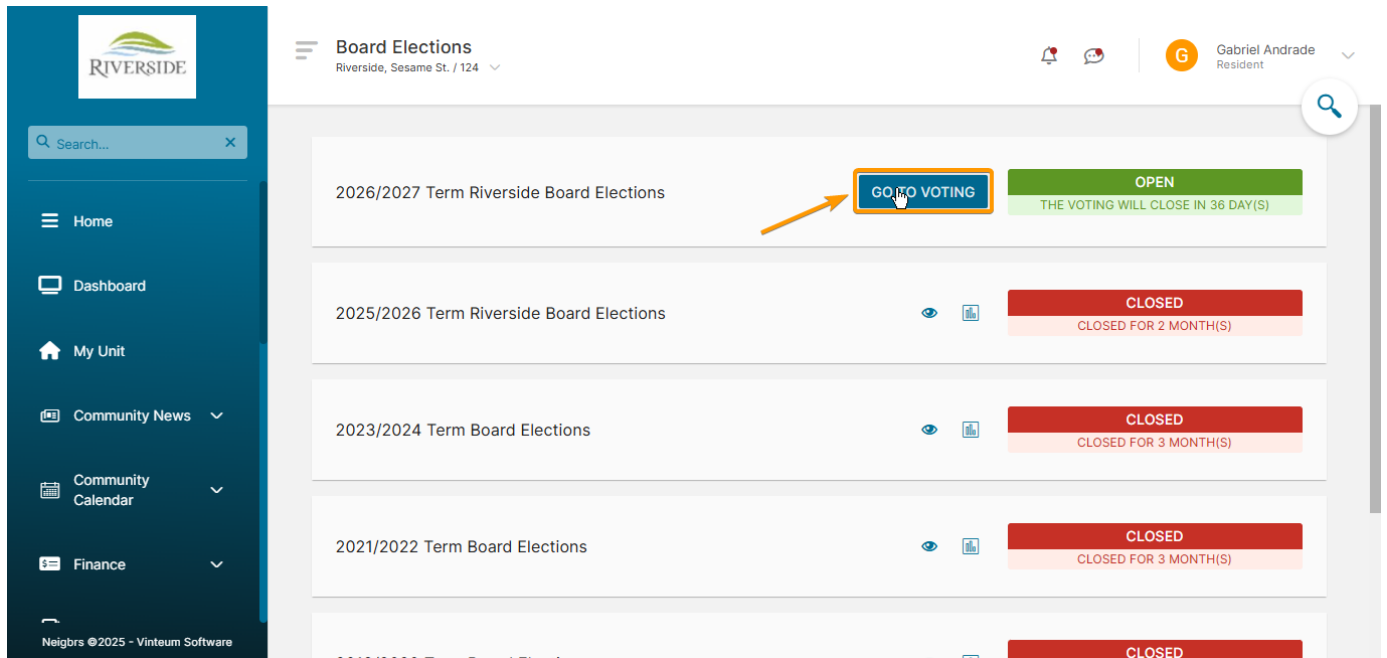 RIVERSIDE
Search...
Home
Dashboard
My Unit
Community News
Community
Calendar
Finance
Neigbrs ©2025 - Vinteum Software
Board Elections
Riverside, Sesame St. / 124
G
Gabriel Andrade
Resident
2026/2027 Term Riverside Board Elections
GO TO VOTING
OPEN
THE VOTING WILL CLOSE IN 36 DAY(S)
2025/2026 Term Riverside Board Elections
CLOSED
CLOSED FOR 2 MONTH(S)
2023/2024 Term Board Elections
CLOSED
CLOSED FOR 3 MONTH(S)
2021/2022 Term Board Elections
CLOSED
CLOSED FOR 3 MONTH(S)
CLOSED